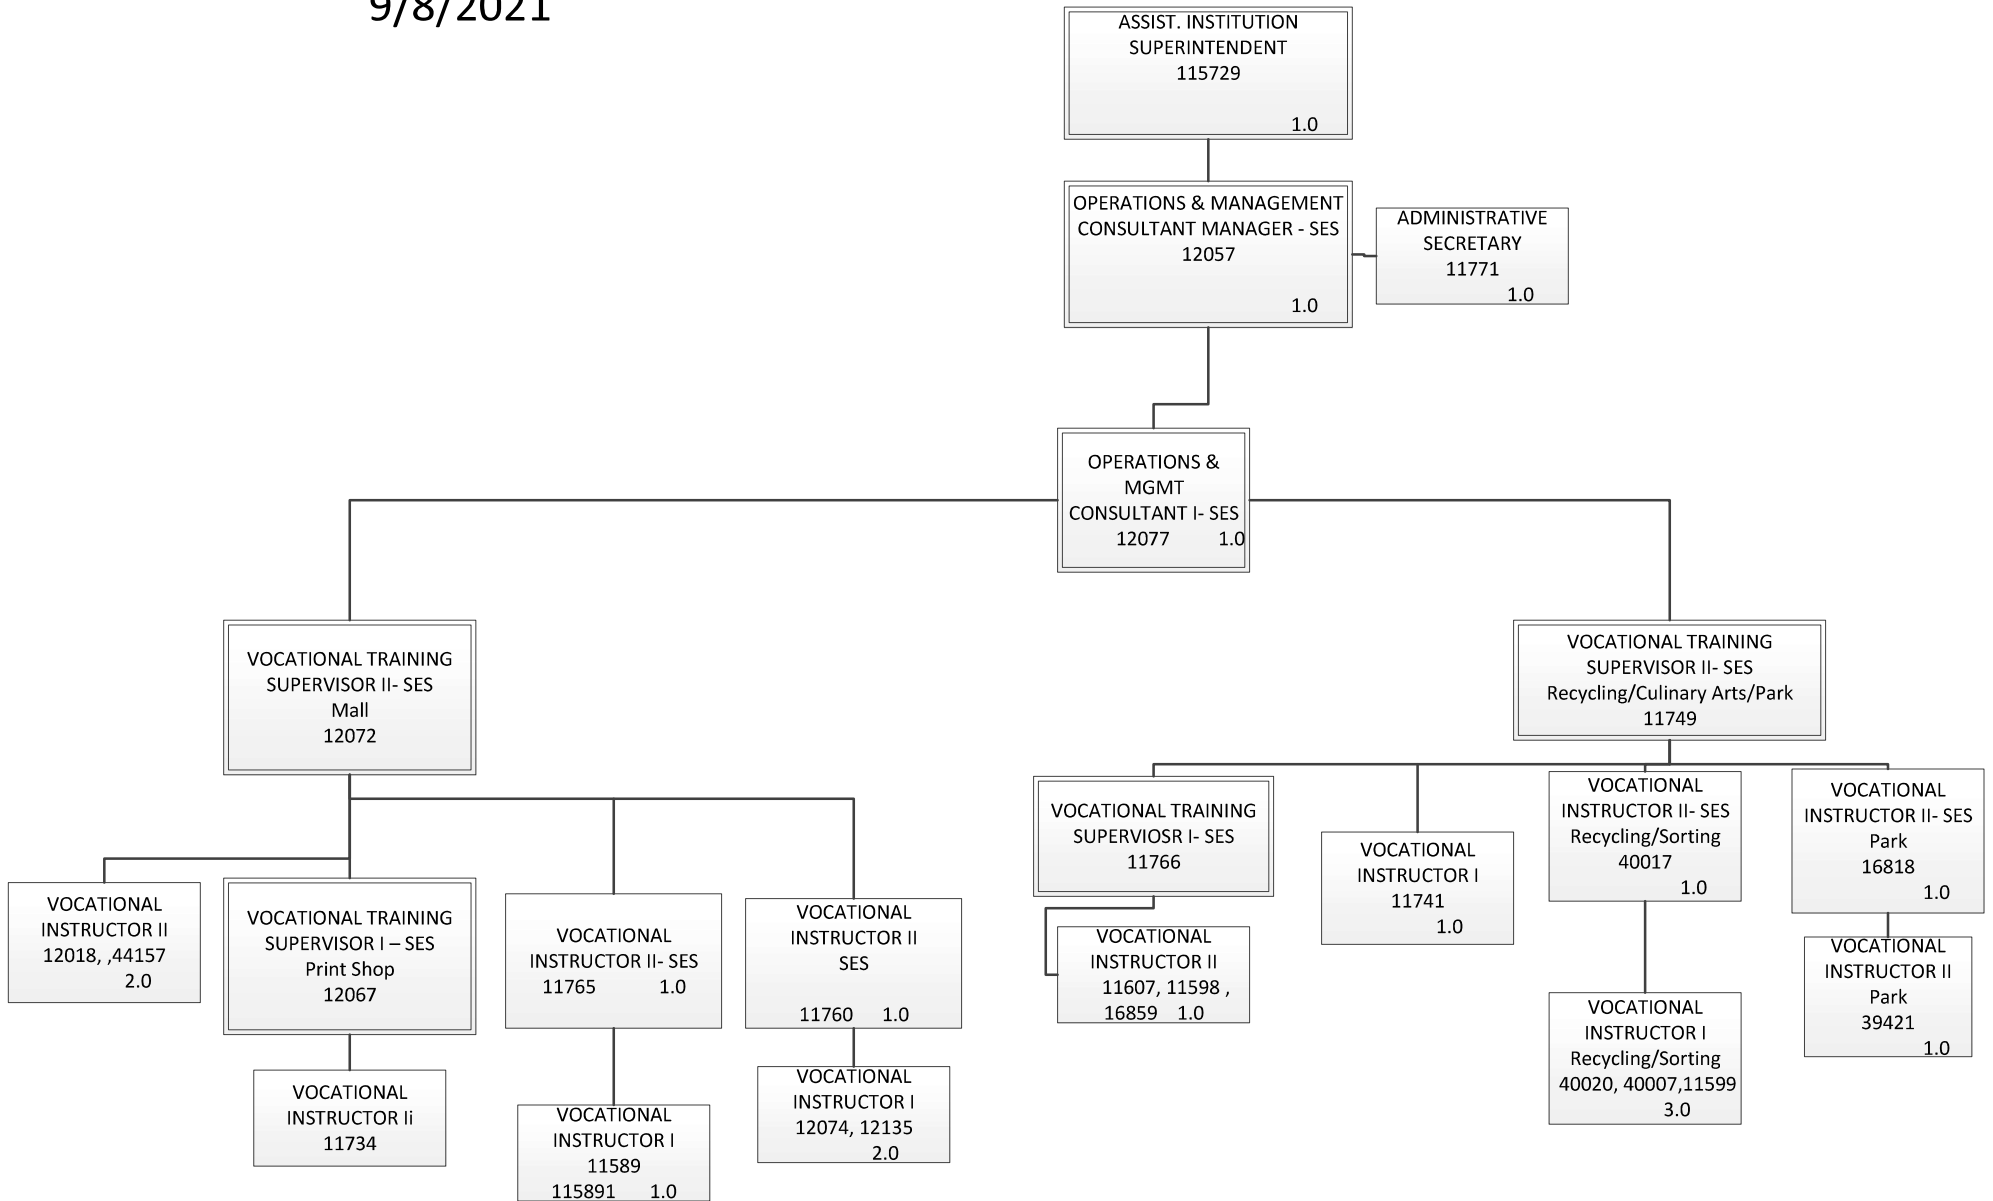 9/8/2021
ASSIST. INSTITUTION
SUPERINTENDENT
115729
1.0
OPERATIONS & MANAGEMENT
CONSULTANT MANAGER - SES
12057
1.0
ADMINISTRATIVE
SECRETARY
11771
1.0
OPERATIONS &
MGMT
CONSULTANT I- SES
12077 1.0
VOCATIONAL TRAINING
SUPERVISOR II- SES
Mall
12072
VOCATIONAL TRAINING
SUPERVISOR II- SES
Recycling/Culinary Arts/Park
11749
VOCATIONAL
INSTRUCTOR II
12018, ,44157
2.0
VOCATIONAL TRAINING
SUPERVISOR I – SES
Print Shop
12067
VOCATIONAL
INSTRUCTOR Ii
11734
VOCATIONAL
INSTRUCTOR II- SES
11765 1.0
VOCATIONAL
INSTRUCTOR I
11589
115891 1.0
VOCATIONAL
INSTRUCTOR II
SES
11760 1.0
VOCATIONAL
INSTRUCTOR I
12074, 12135
2.0
VOCATIONAL TRAINING
SUPERVIOSR I- SES
11766
VOCATIONAL
INSTRUCTOR II
11607, 11598 ,
16859 1.0
VOCATIONAL
INSTRUCTOR I
11741
1.0
VOCATIONAL
INSTRUCTOR II- SES
Recycling/Sorting
40017
1.0
VOCATIONAL
INSTRUCTOR I
Recycling/Sorting
40020, 40007,11599
3.0
VOCATIONAL
INSTRUCTOR II- SES
Park
16818
1.0
VOCATIONAL
INSTRUCTOR II
Park
39421
1.0